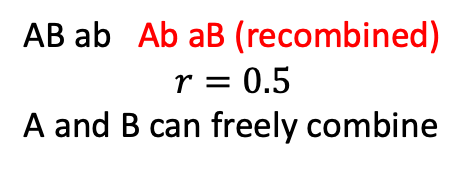 AB ab Ab aB (recombined)
r = 0.5
A and B can freely combine